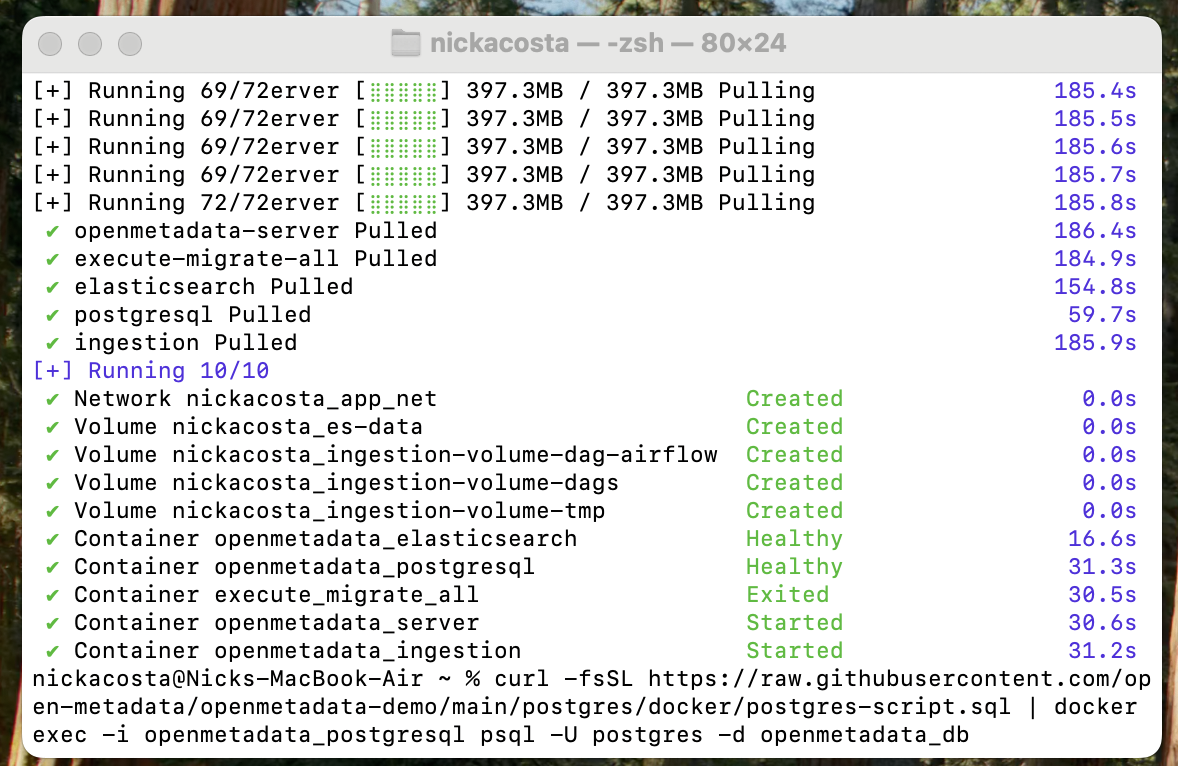 nickacosta — -zsh — 80×24
[+] Running 69/72erver [⣿⣿⣿⣿⣿] 397.3MB / 397.3MB Pulling 185.4s
[+] Running 69/72erver [⣿⣿⣿⣿⣿] 397.3MB / 397.3MB Pulling 185.5s
[+] Running 69/72erver [⣿⣿⣿⣿⣿] 397.3MB / 397.3MB Pulling 185.6s
[+] Running 69/72erver [⣿⣿⣿⣿⣿] 397.3MB / 397.3MB Pulling 185.7s
[+] Running 72/72erver [⣿⣿⣿⣿⣿] 397.3MB / 397.3MB Pulling 185.8s
✔ openmetadata-server Pulled 186.4s
✔ execute-migrate-all Pulled 184.9s
✔ elasticsearch Pulled 154.8s
✔ postgresql Pulled 59.7s
✔ ingestion Pulled 185.9s
[+] Running 10/10
✔ Network nickacosta_app_net Created 0.0s
✔ Volume nickacosta_es-data Created 0.0s
✔ Volume nickacosta_ingestion-volume-dag-airflow Created 0.0s
✔ Volume nickacosta_ingestion-volume-dags Created 0.0s
✔ Volume nickacosta_ingestion-volume-tmp Created 0.0s
✔ Container openmetadata_elasticsearch Healthy 16.6s
✔ Container openmetadata_postgresql Healthy 31.3s
✔ Container execute_migrate_all Exited 30.5s
✔ Container openmetadata_server Started 30.6s
✔ Container openmetadata_ingestion Started 31.2s
nickacosta@Nicks-MacBook-Air ~ % curl -fsSL https://raw.githubusercontent.com/op
en-metadata/openmetadata-demo/main/postgres/docker/postgres-script.sql | docker
exec -i openmetadata_postgresql psql -U postgres -d openmetadata_db